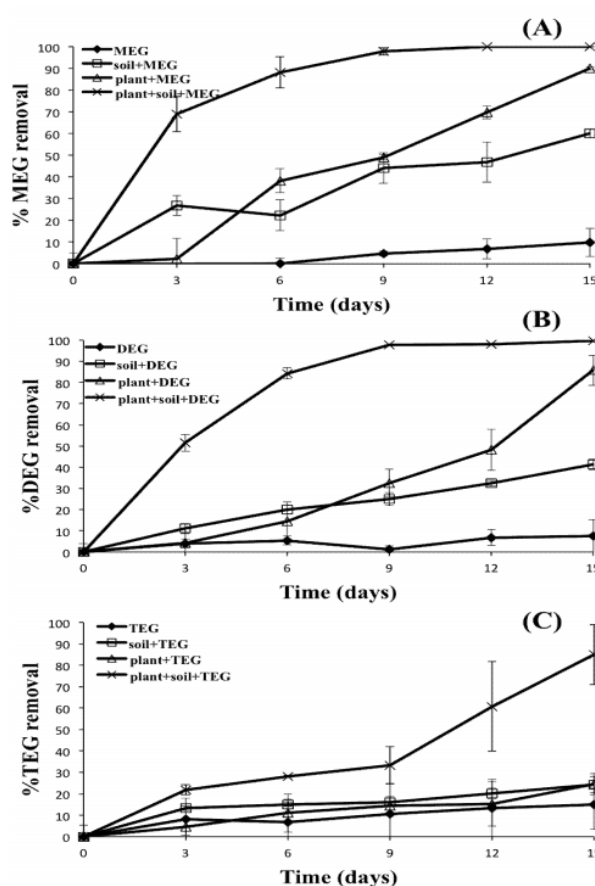 (A)
% MEG removal
100
90
80
70
60
50
40
30
20
10
0
MEG
soil+MEG
plant+MEG
plant+soil+MEG
0 3 6 9 12 15
Time (days)
(B)
%DEG removal
100
90
80
70
60
50
40
30
20
10
0
DEG
soil+DEG
plant+DEG
plant+soil+DEG
0 3 6 9 12 15
Time (days)
(C)
%TEG removal
100
90
80
70
60
50
40
30
20
10
0
TEG
soil+TEG
plant+TEG
plant+soil+TEG
0 3 6 9 12 15
Time (days)